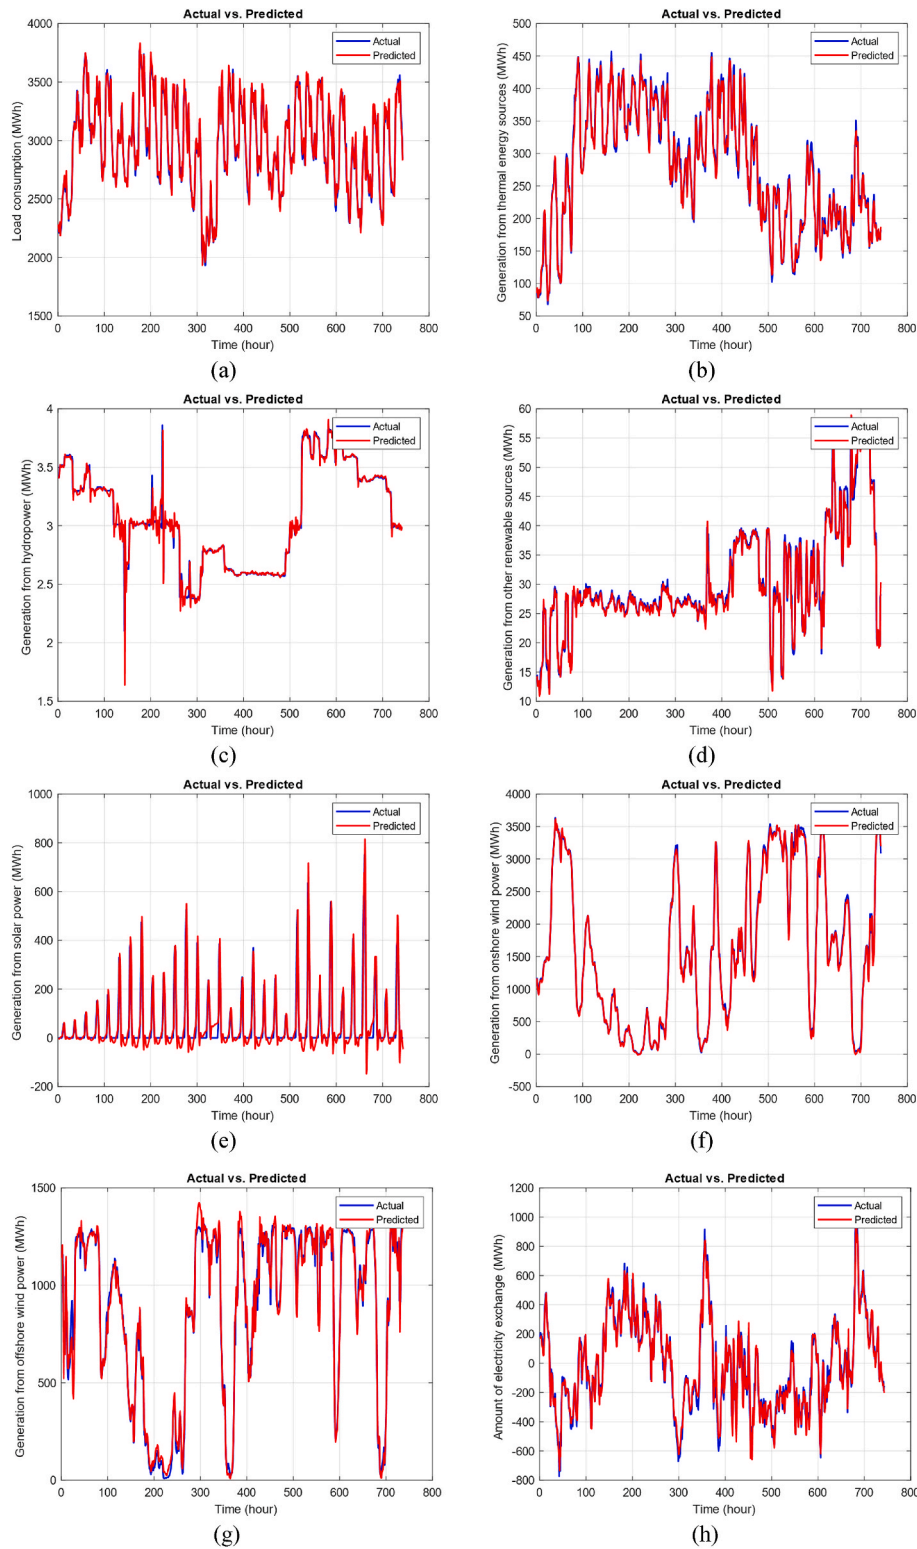 Actual vs. Predicted
Load consumption (MWh)
4000
3500
3000
2500
2000
1500
Actual
Predicted
0 100 200 300 400 500 600 700 800
Time (hour)
(a)
Actual vs. Predicted
Generation from thermal energy sources (MWh)
500
450
400
350
300
250
200
150
100
50
Actual
Predicted
0 100 200 300 400 500 600 700 800
Time (hour)
(b)
Actual vs. Predicted
Generation from hydropower (MWh)
4
3.5
3
2.5
2
1.5
Actual
Predicted
0 100 200 300 400 500 600 700 800
Time (hour)
(c)
Actual vs. Predicted
Generation from other renewable sources (MWh)
60
55
50
45
40
35
30
25
20
15
10
Actual
Predicted
0 100 200 300 400 500 600 700 800
Time (hour)
(d)
Actual vs. Predicted
Generation from solar power (MWh)
1000
800
600
400
200
0
-200
Actual
Predicted
0 100 200 300 400 500 600 700 800
Time (hour)
(e)
Actual vs. Predicted
Generation from onshore wind power (MWh)
4000
3500
3000
2500
2000
1500
1000
500
0
-500
Actual
Predicted
0 100 200 300 400 500 600 700 800
Time (hour)
(f)
Actual vs. Predicted
Generation from offshore wind power (MWh)
1500
1000
500
0
Actual
Predicted
0 100 200 300 400 500 600 700 800
Time (hour)
(g)
Actual vs. Predicted
Amount of electricity exchange (MWh)
1200
1000
800
600
400
200
0
-200
-400
-600
-800
Actual
Predicted
0 100 200 300 400 500 600 700 800
Time (hour)
(h)